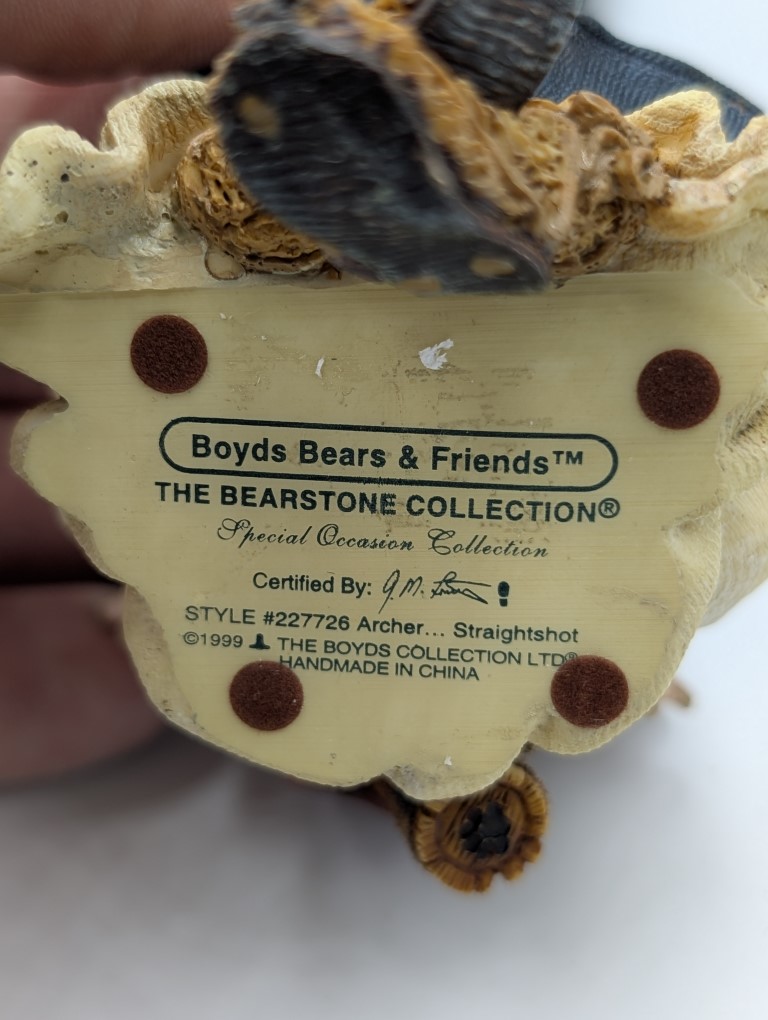 Boyds Bears & Friends™
THE BEARSTONE COLLECTION®
Special Occasion Collection
Certified By: G.M.
STYLE #227726 Archer... Straightshot
©1999 THE BOYDS COLLECTION LTD®
HANDMADE IN CHINA